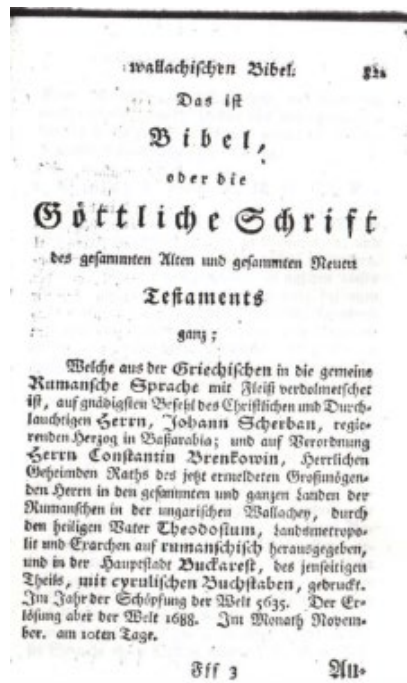 wallachischen Bibel.
Das ist
Bibel,
oder die
Göttliche Schrift
des gesammten Alten und gesammten Neuen
Testaments
ganz;
Welche aus der Griechischen in die gemeine
Rumansche Sprache mit Fleiß verdolmetschet
ist, auf gnädigsten Befehl des Christlichen und Durch-
lauchtigen Herrn, Johann Scherban, regie-
renden Herzog in Baßarabia; und auf Verordnung
Herrn Constantin Brenkowin, Herrlichen
Geheimden Raths des jetzt ermeldeten Großmögen-
den Herrn in den gesammten und ganzen Landen der
Rumanschen in der ungarischen Wallachey, durch
den heiligen Vater Theodosium, Landsmetropo-
lit und Exarchen auf rumanschisch herausgegeben,
und in der Hauptstadt Buckarest, des jenseitigen
Theils, mit cyrulischen Buchstaben, gedruckt.
Im Jahr der Schöpfung der Welt 5635. Der Er-
lösung aber der Welt 1688. Im Monath Novem-
ber. am 10ten Tage.
Fff 3 Au-